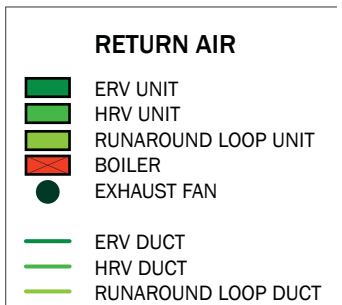 RETURN AIR
ERV UNIT
HRV UNIT
RUNAROUND LOOP UNIT
BOILER
EXHAUST FAN
ERV DUCT
HRV DUCT
RUNAROUND LOOP DUCT